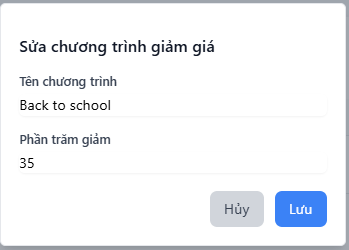 Sửa chương trình giảm giá
Tên chương trình
Back to school
Phần trăm giảm
35
Hủy
Lưu